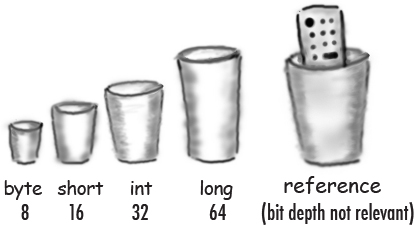 byte short int long reference
8 16 32 64 (bit depth not relevant)